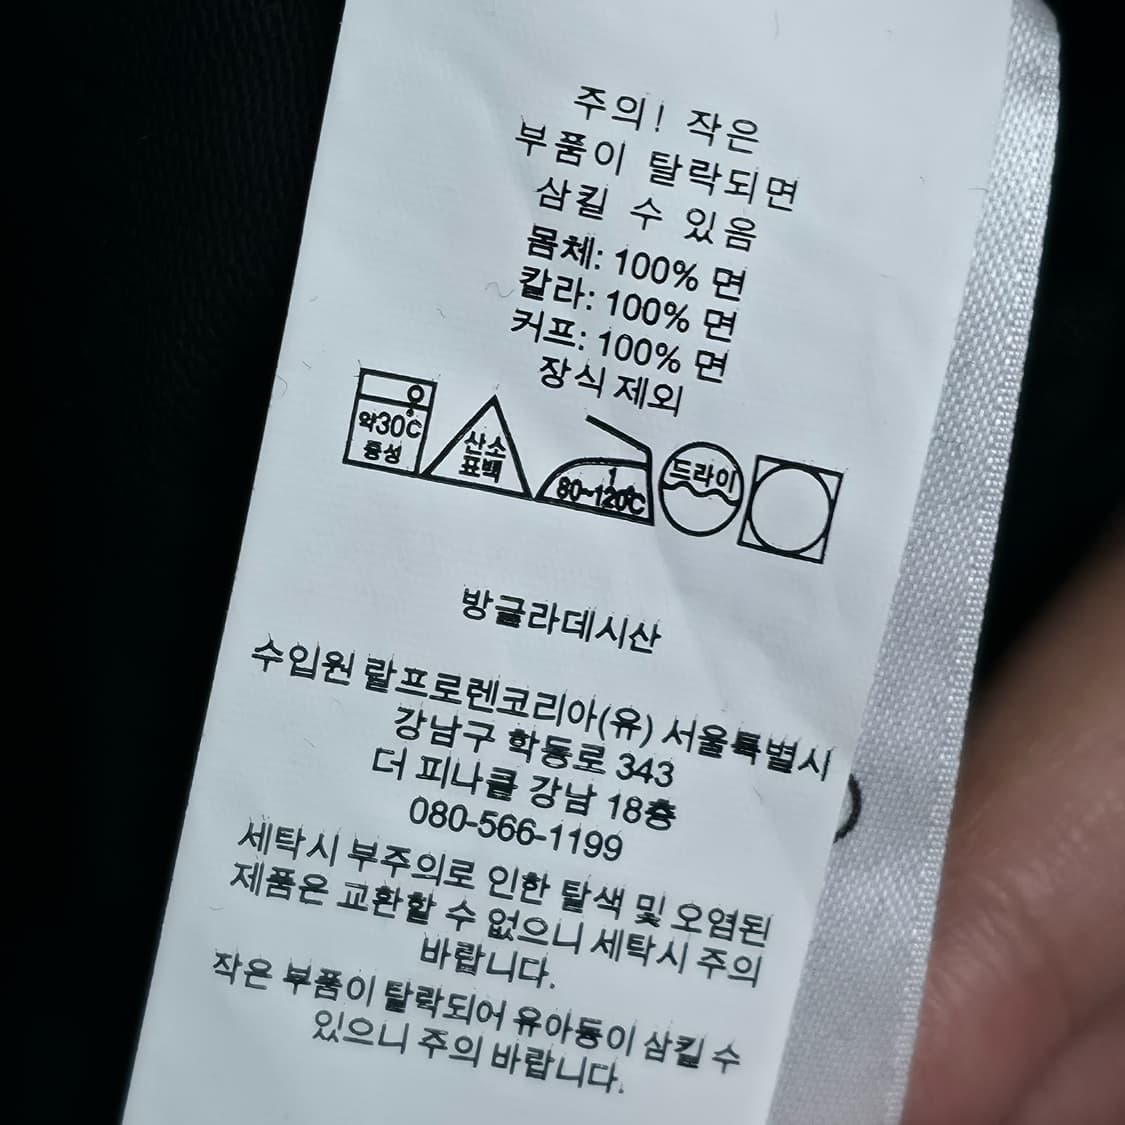 주의! 작은
부품이 탈락되면
삼킬 수 있음
몸체: 100% 면
칼라: 100% 면
커프: 100% 면
장식 제외
약30℃
중성
산소
표백
80~120℃
드라이
방글라데시산
수입원 랄프로렌코리아(유) 서울특별시
강남구 학동로 343
더 피나클 강남 18층
080-566-1199
세탁시 부주의로 인한 탈색 및 오염된
제품은 교환할 수 없으니 세탁시 주의
바랍니다.
작은 부품이 탈락되어 유아동이 삼킬 수
있으니 주의 바랍니다.